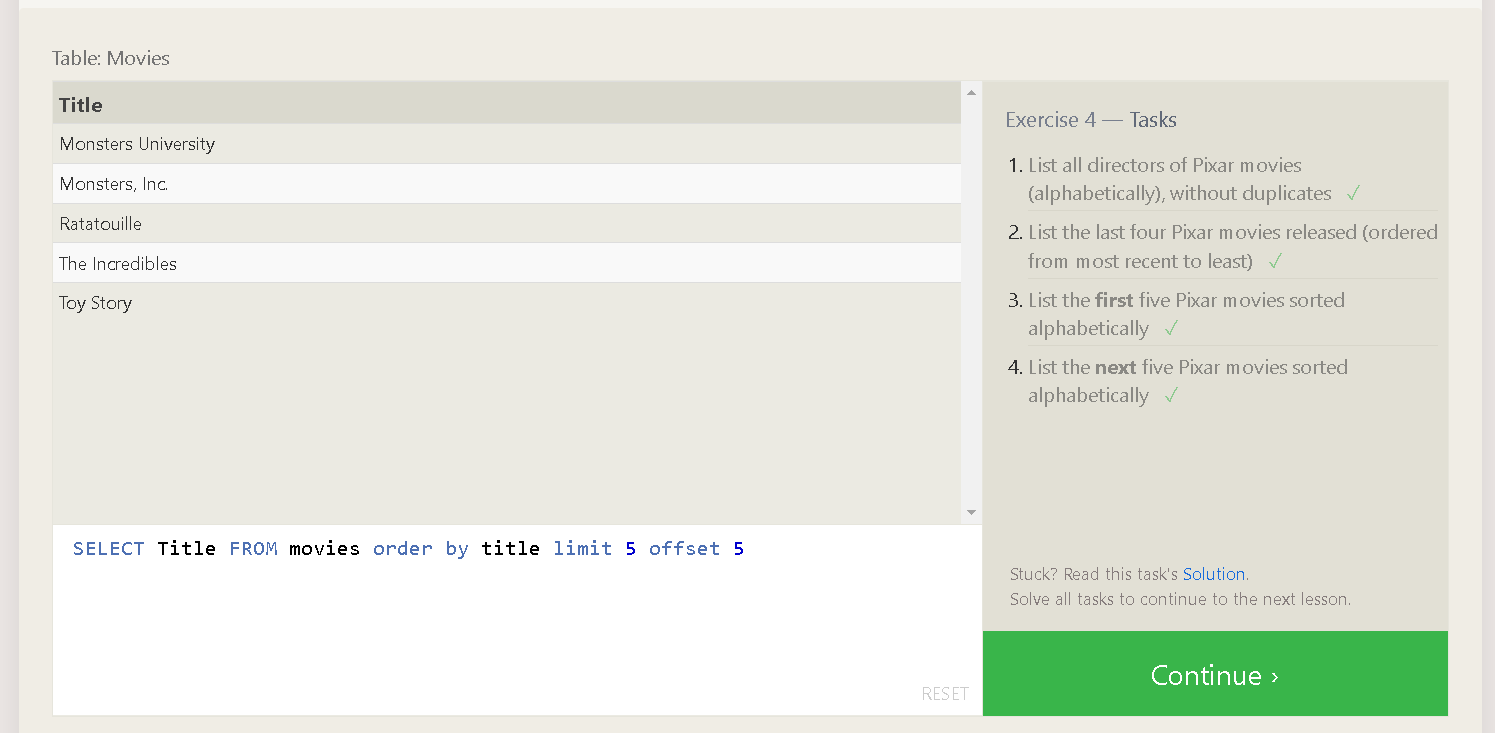 Table: Movies
Title
Monsters University
Monsters, Inc.
Ratatouille
The Incredibles
Toy Story
SELECT Title FROM movies order by title limit 5 offset 5
RESET
Exercise 4 — Tasks
1. List all directors of Pixar movies
(alphabetically), without duplicates ✓
2. List the last four Pixar movies released (ordered
from most recent to least) ✓
3. List the first five Pixar movies sorted
alphabetically ✓
4. List the next five Pixar movies sorted
alphabetically ✓
Stuck? Read this task's Solution.
Solve all tasks to continue to the next lesson.
Continue ›